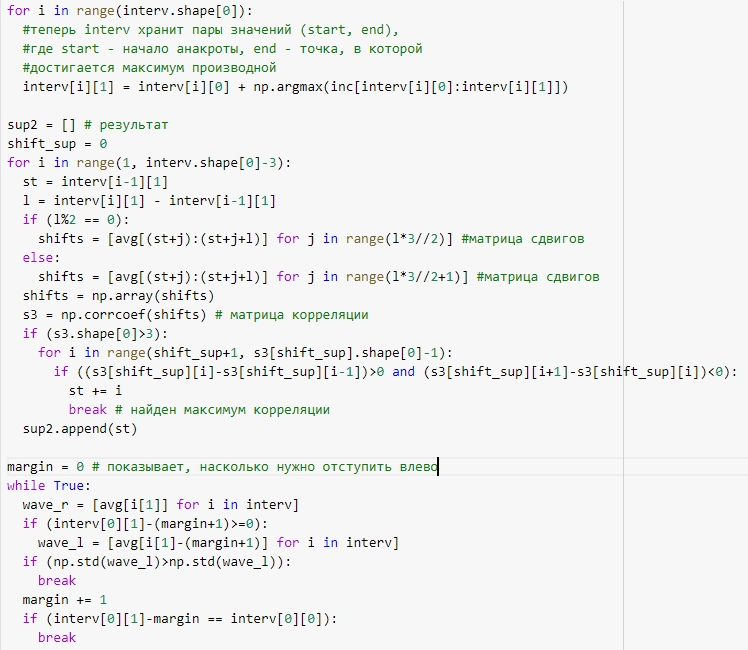 for i in range(interv.shape[0]):
  #теперь interv хранит пары значений (start, end),
  #где start - начало анакроты, end - точка, в которой
  #достигается максимум производной
  interv[i][1] = interv[i][0] + np.argmax(inc[interv[i][0]:interv[i][1]])

sup2 = [] # результат
shift_sup = 0
for i in range(1, interv.shape[0]-3):
  st = interv[i-1][1]
  l = interv[i][1] - interv[i-1][1]
  if (l%2 == 0):
    shifts = [avg[(st+j):(st+j+l)] for j in range(l*3//2)] #матрица сдвигов
  else:
    shifts = [avg[(st+j):(st+j+l)] for j in range(l*3//2+1)] #матрица сдвигов
  shifts = np.array(shifts)
  s3 = np.corrcoef(shifts) # матрица корреляции
  if (s3.shape[0]>3):
    for i in range(shift_sup+1, s3[shift_sup].shape[0]-1):
      if ((s3[shift_sup][i]-s3[shift_sup][i-1])>0 and (s3[shift_sup][i+1]-s3[shift_sup][i])<0):
        st += i
        break # найден максимум корреляции
  sup2.append(st)

margin = 0 # показывает, насколько нужно отступить влево
while True:
  wave_r = [avg[i[1]] for i in interv]
  if (interv[0][1]-(margin+1)>=0):
    wave_l = [avg[i[1]-(margin+1)] for i in interv]
  if (np.std(wave_l)>np.std(wave_l)):
    break
  margin += 1
  if (interv[0][1]-margin == interv[0][0]):
    break